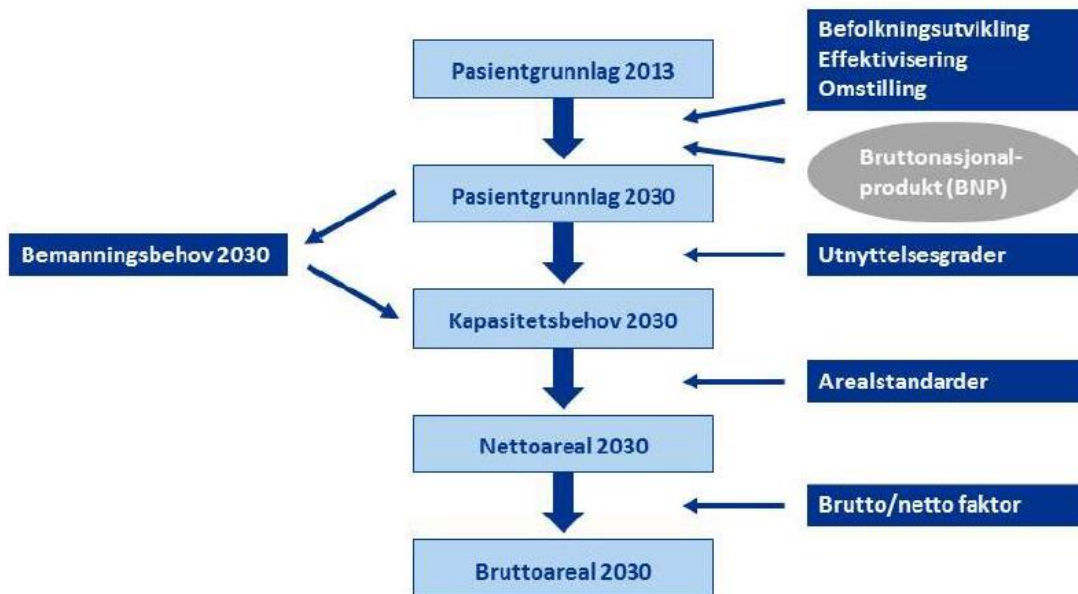 Befolkningsutvikling
Effektivisering
Omstilling
Pasientgrunnlag 2013
Bruttonasjonal-
produkt (BNP)
Pasientgrunnlag 2030
Bemanningsbehov 2030
Utnyttelsesgrader
Kapasitetsbehov 2030
Arealstandarder
Nettoareal 2030
Brutto/netto faktor
Bruttoareal 2030